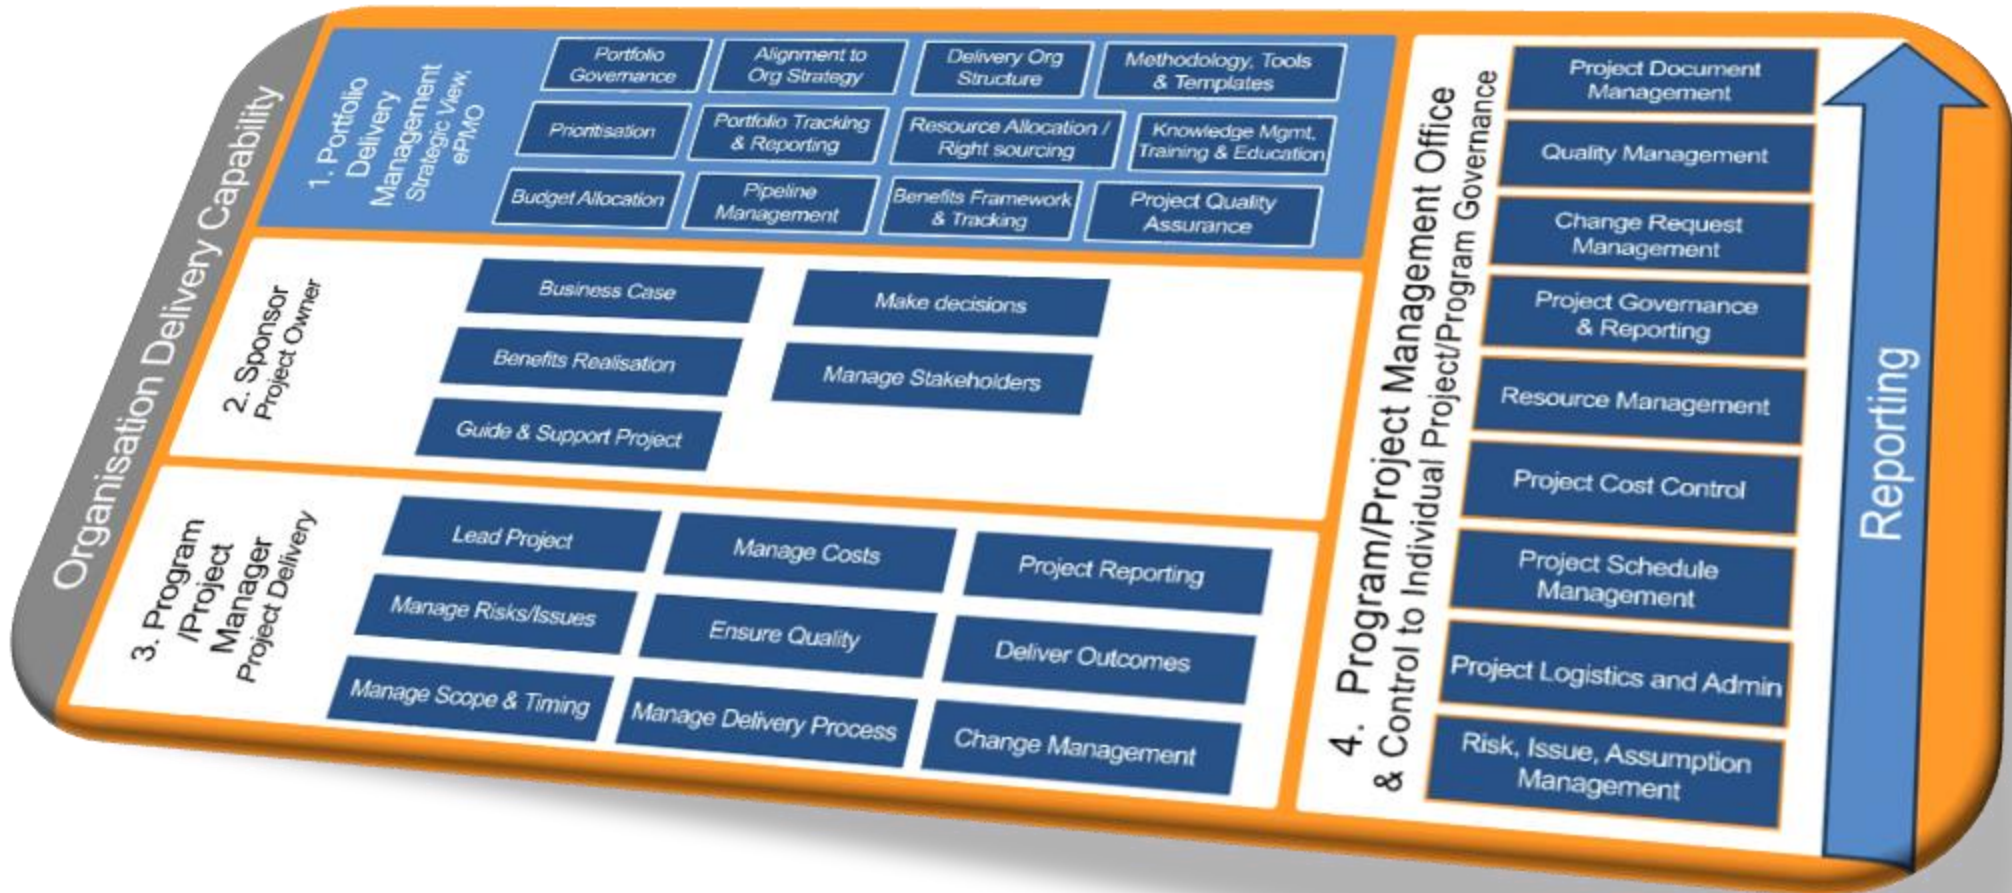 Organisation Delivery Capability
1. Portfolio
Delivery
Management
Strategic View,
ePMO
Portfolio
Governance
Alignment to
Org Strategy
Delivery Org
Structure
Methodology, Tools
& Templates
Prioritisation
Portfolio Tracking
& Reporting
Resource Allocation /
Right sourcing
Knowledge Mgmt,
Training & Education
Budget Allocation
Pipeline
Management
Benefits Framework
& Tracking
Project Quality
Assurance
2. Sponsor
Project Owner
Business Case
Make decisions
Benefits Realisation
Manage Stakeholders
Guide & Support Project
3. Program
/Project
Manager
Project Delivery
Lead Project
Manage Costs
Project Reporting
Manage Risks/Issues
Ensure Quality
Deliver Outcomes
Manage Scope & Timing
Manage Delivery Process
Change Management
4. Program/Project Management Office
& Control to Individual Project/Program Governance
Project Document
Management
Quality Management
Change Request
Management
Project Governance
& Reporting
Resource Management
Project Cost Control
Project Schedule
Management
Project Logistics and Admin
Risk, Issue, Assumption
Management
Reporting